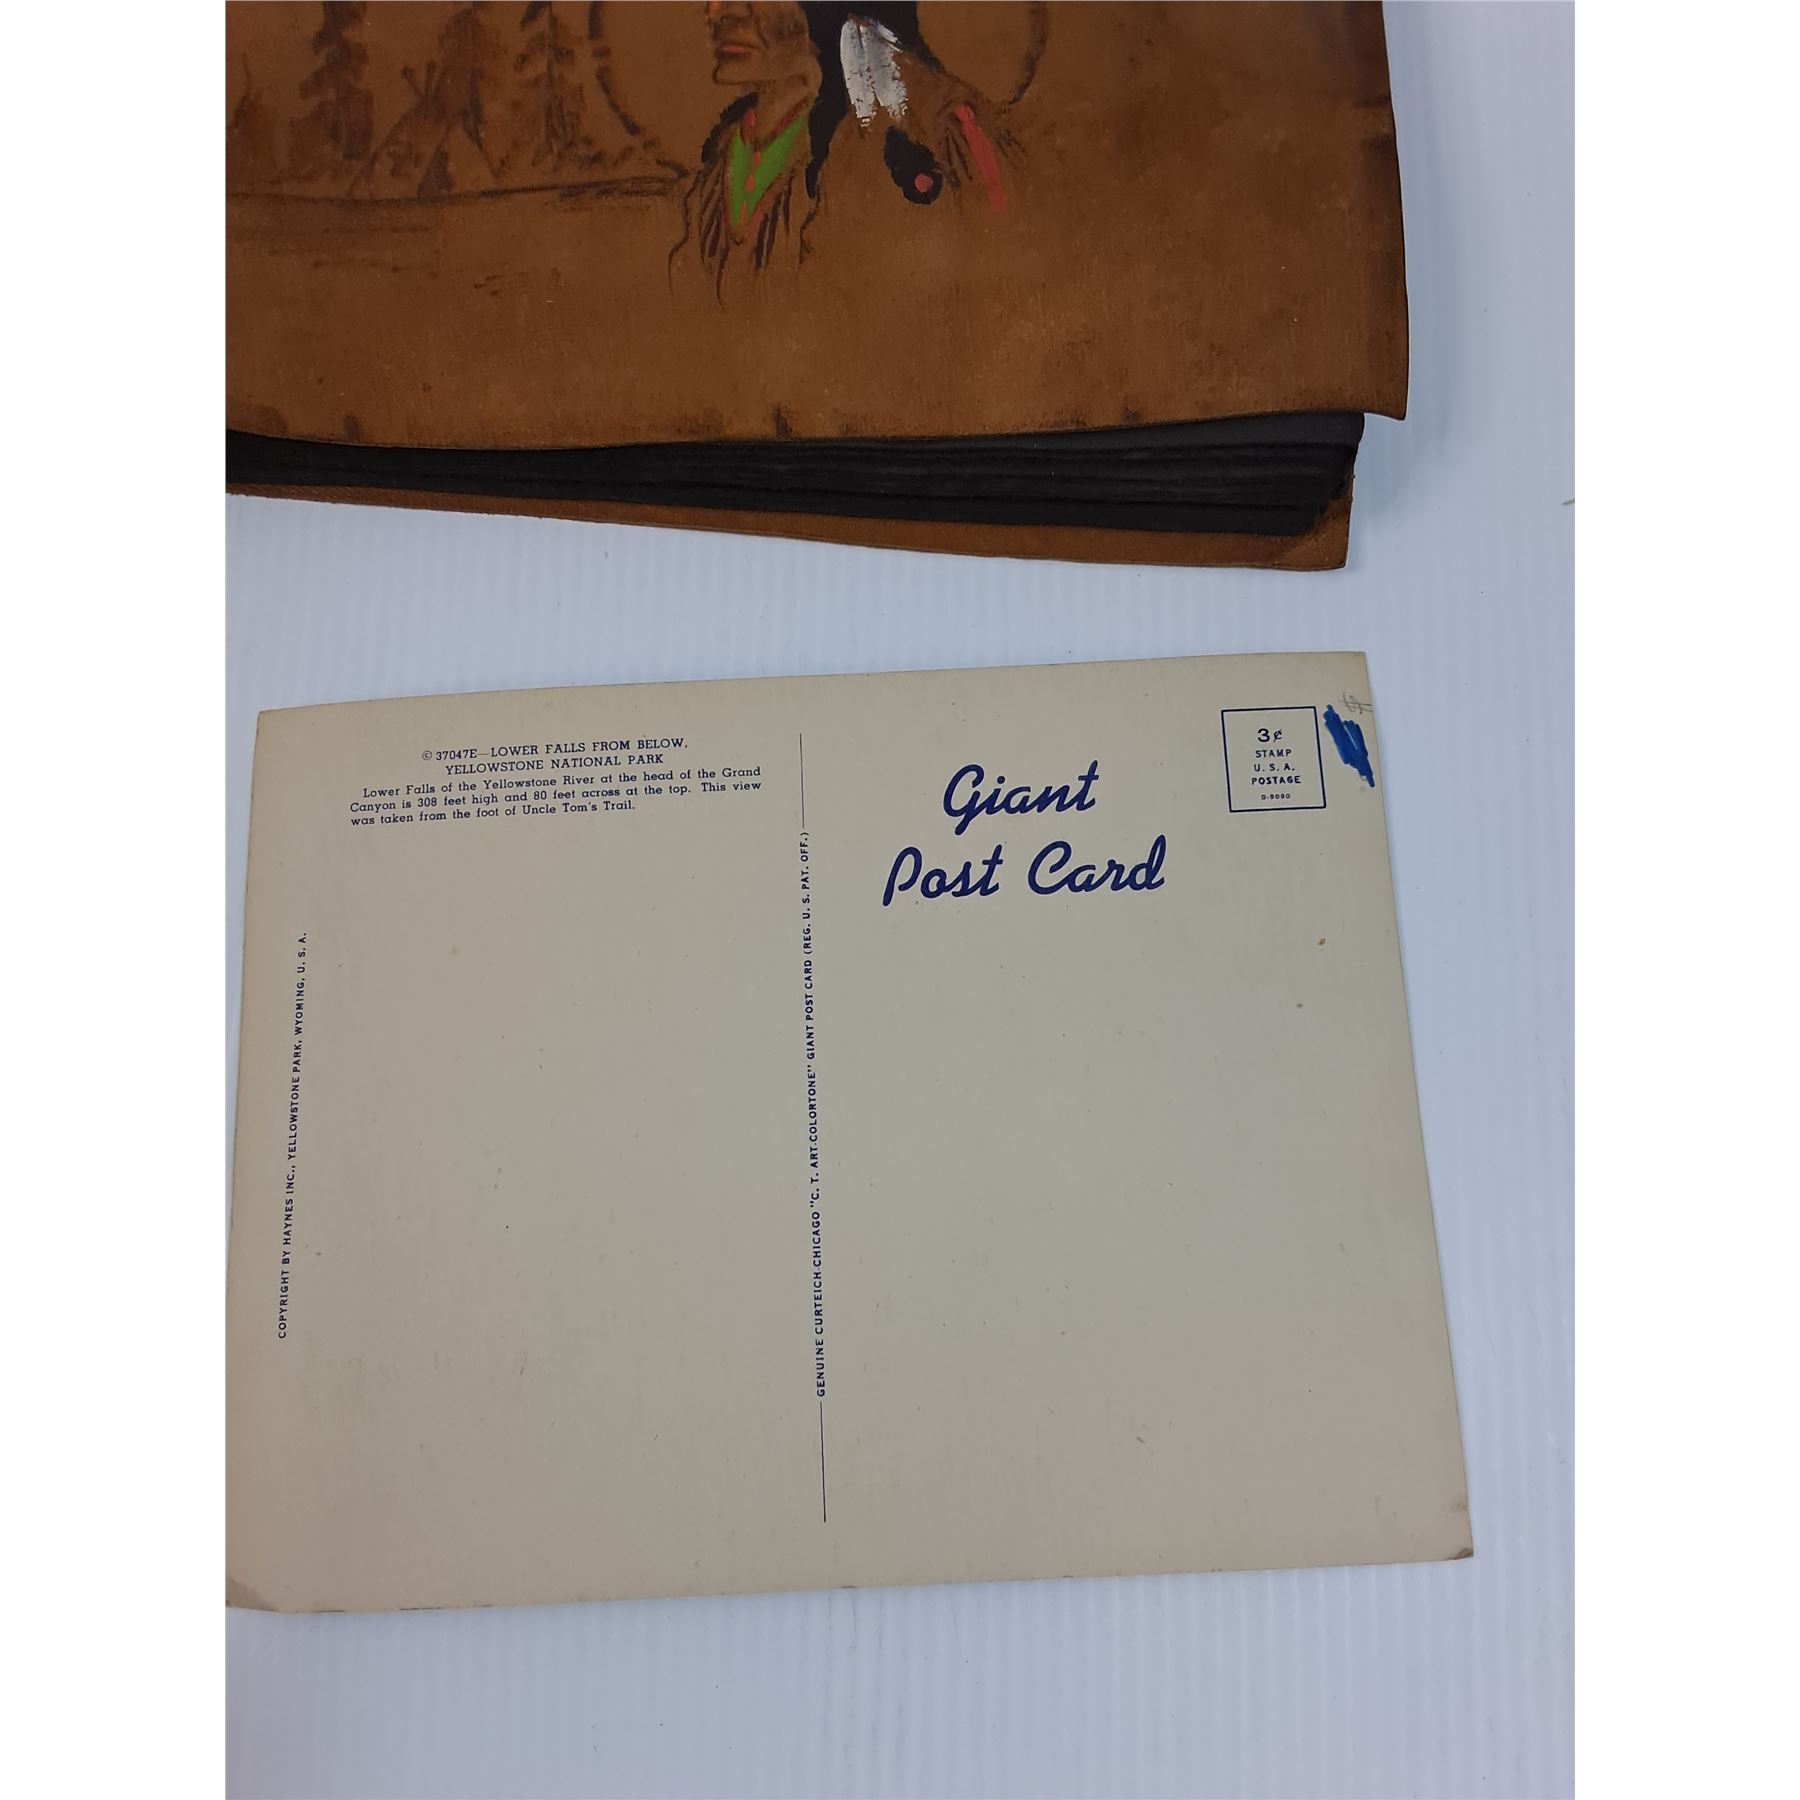 © 37047E—LOWER FALLS FROM BELOW,
YELLOWSTONE NATIONAL PARK
Lower Falls of the Yellowstone River at the head of the Grand
Canyon is 308 feet high and 80 feet across at the top. This view
was taken from the foot of Uncle Tom's Trail.
COPYRIGHT BY HAYNES INC., YELLOWSTONE PARK, WYOMING, U. S. A.
GENUINE CURTEICH-CHICAGO "C. T. ART-COLORTONE" GIANT POST CARD (REG. U. S. PAT. OFF.)
Giant
Post Card
3¢
STAMP
U. S. A.
POSTAGE